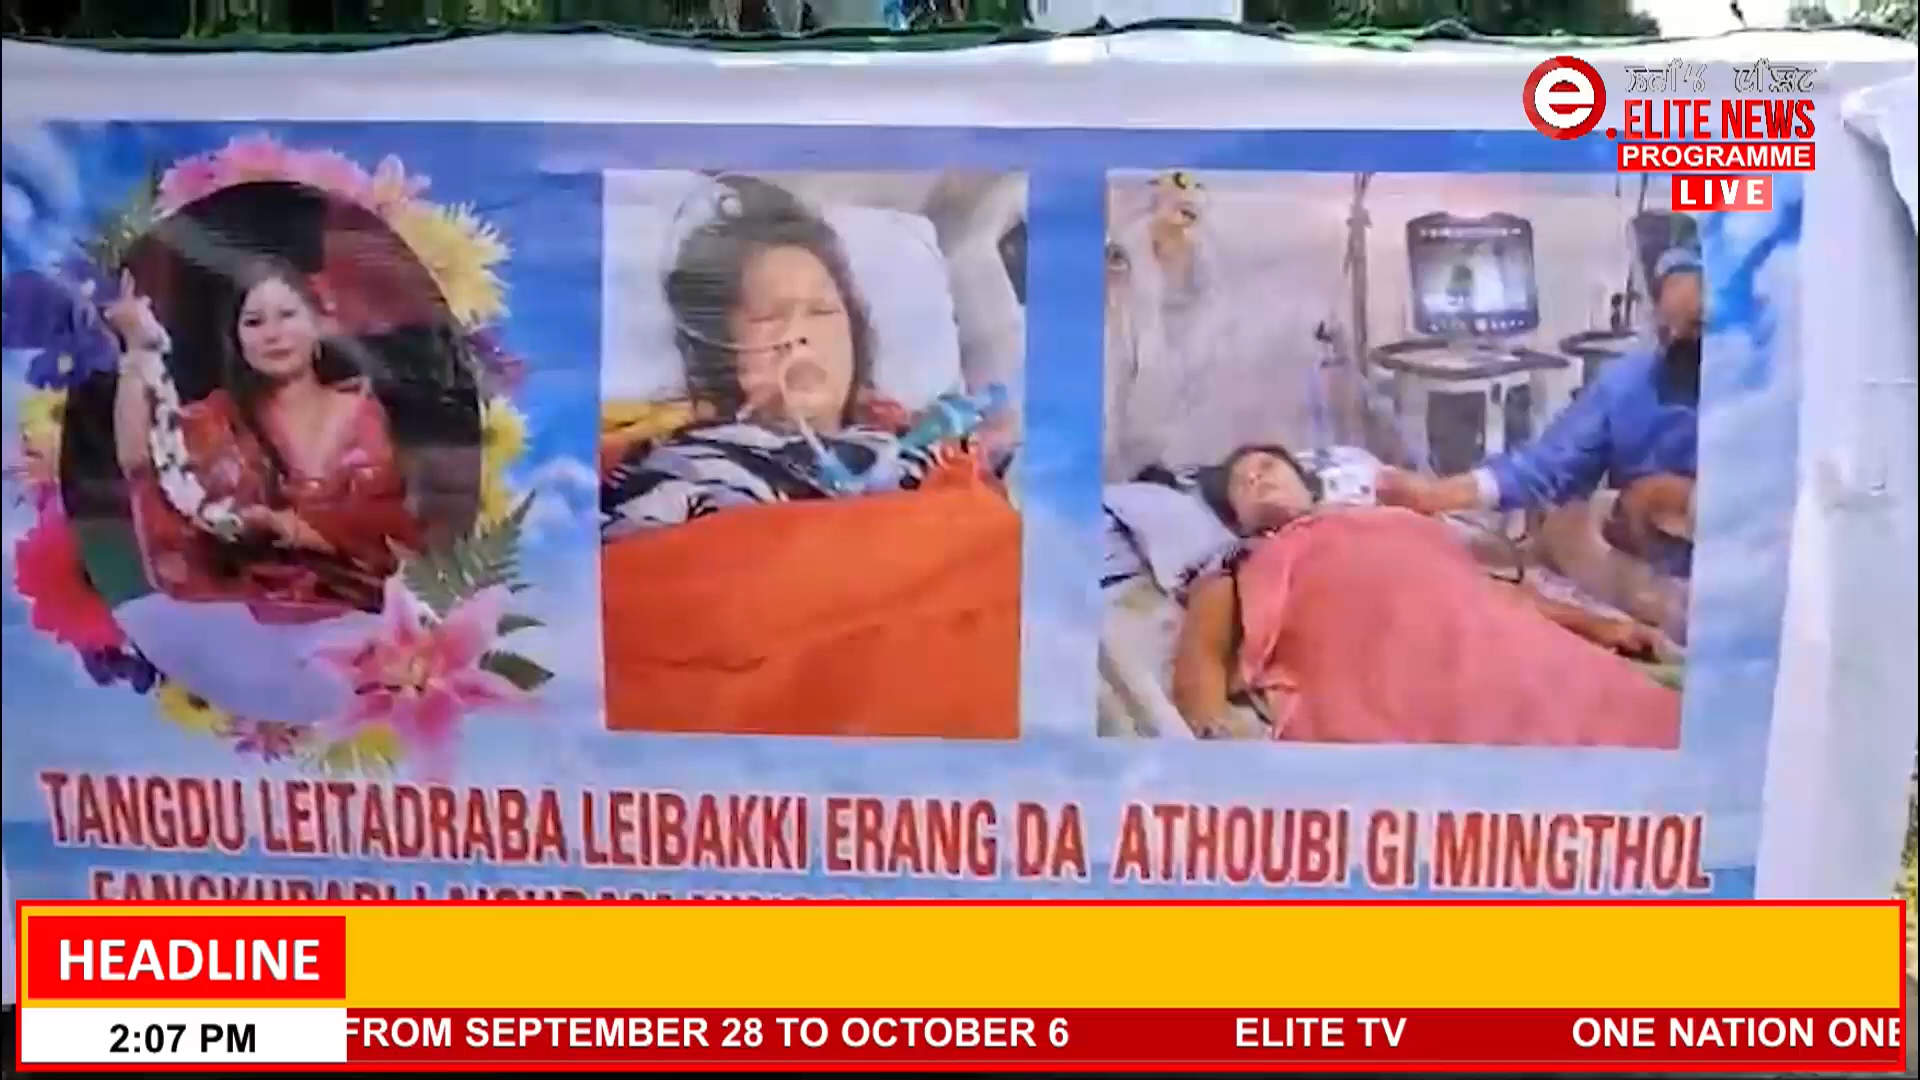 ELITE NEWS
PROGRAMME
LIVE
TANGDU LEITADRABA LEIBAKKI ERANG DA ATHOUBI GI MINGTHOL
HEADLINE
2:07 PM
FROM SEPTEMBER 28 TO OCTOBER 6 ELITE TV ONE NATION ONE